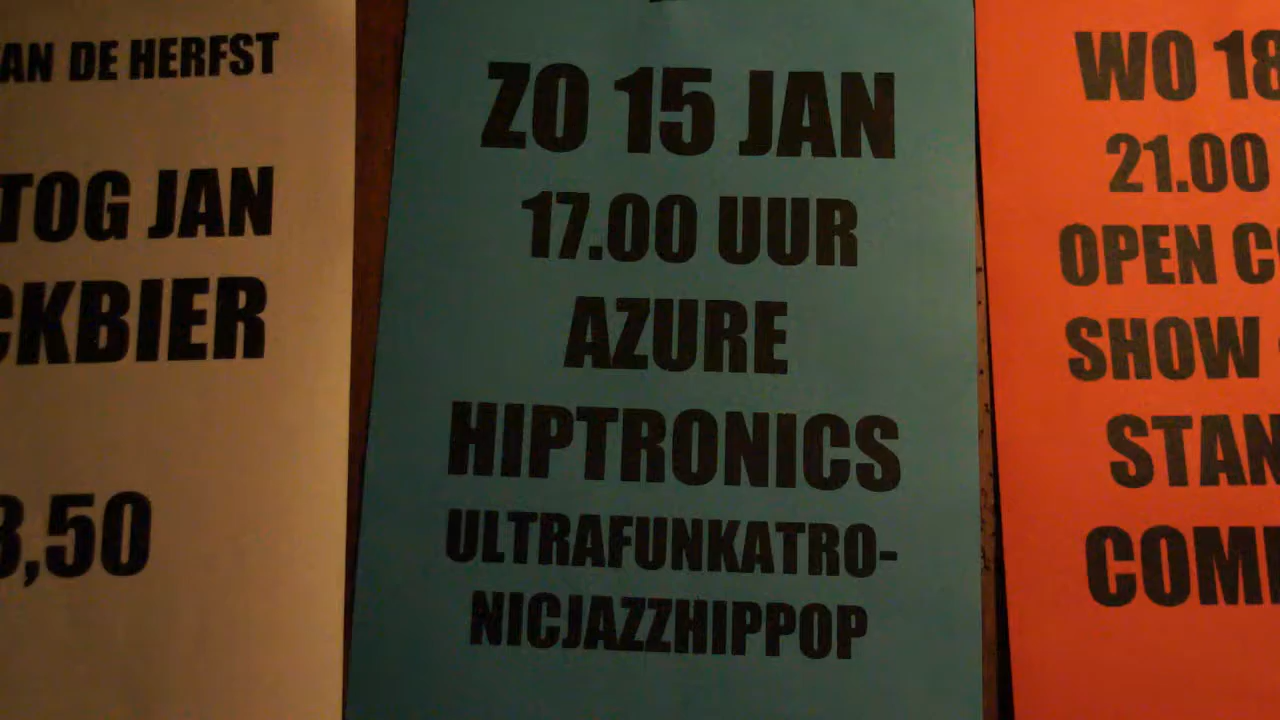 VAN DE HERFST
TOG JAN
CKBIER
3,50
ZO 15 JAN
17.00 UUR
AZURE
HIPTRONICS
ULTRAFUNKATRO-
NICJAZZHIPPOP
WO 18
21.00
OPEN
SHOW
STAN
COM